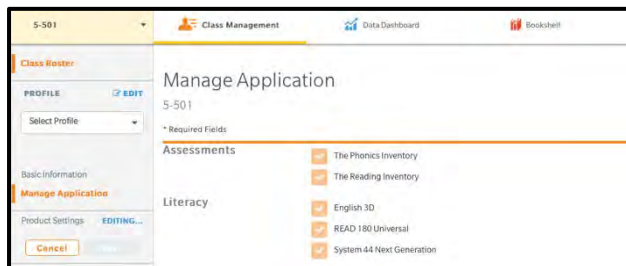 5-501
Class Management
Data Dashboard
Bookshelf
Class Roster
PROFILE
EDIT
Select Profile
Basic Information
Manage Application
Product Settings
EDITING...
Cancel
Manage Application
5-501
* Required Fields
Assessments
The Phonics Inventory
The Reading Inventory
Literacy
English 3D
READ 180 Universal
System 44 Next Generation